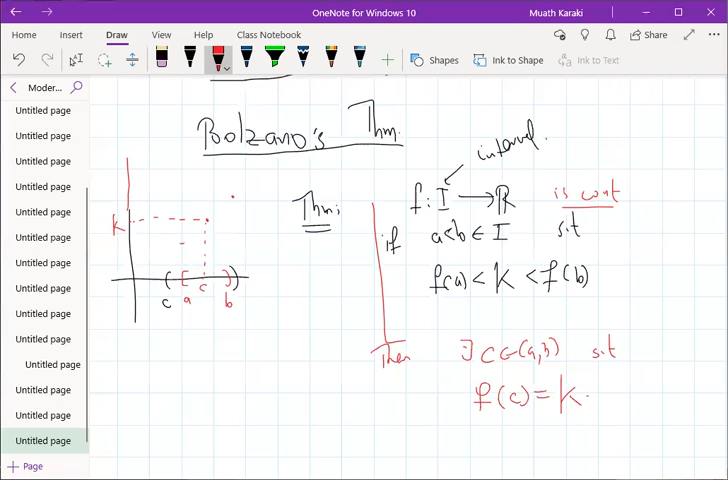 OneNote for Windows 10
Muath Karaki
Home Insert Draw View Help Class Notebook
Share
Shapes Ink to Shape Ink to Text
Moder...
Untitled page
Untitled page
Untitled page
Untitled page
Untitled page
Untitled page
Untitled page
Untitled page
Untitled page
Untitled page
Untitled page
Untitled page
Untitled page
Untitled page
+ Page
Bolzano's Thm.
interval.
Thm:
f: I → R is cont
if a<b ∈ I s.t
f(a) < K < f(b)
Then ∃ c ∈ (a,b) s.t
f(c) = K.
K
( [ ] )
c a c b